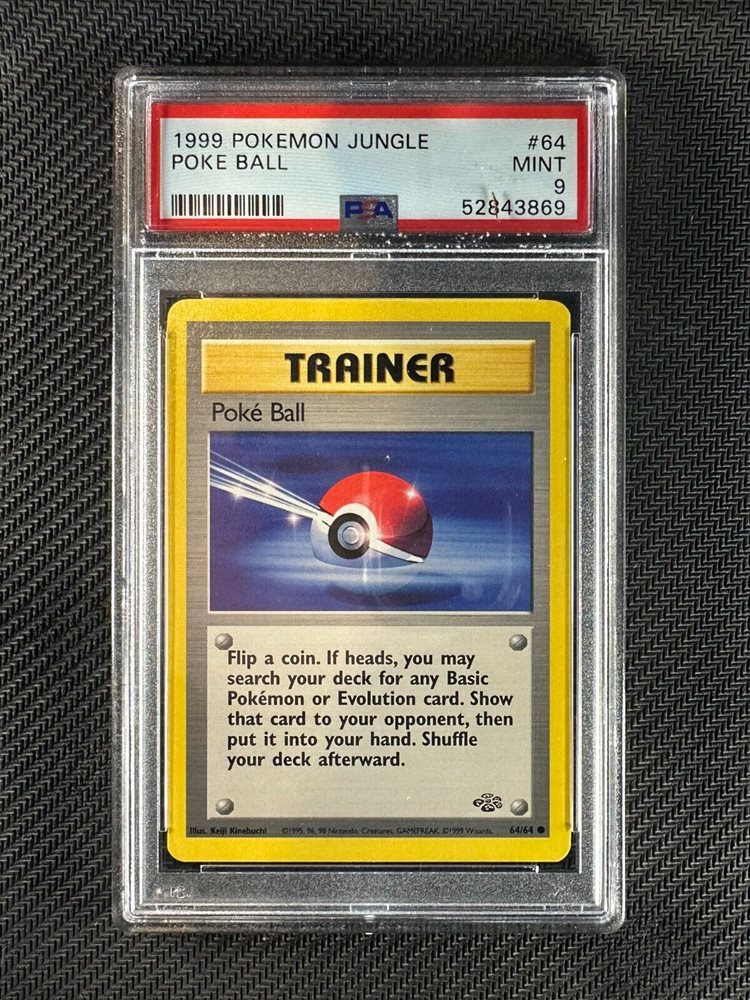 1999 POKEMON JUNGLE #64
POKE BALL MINT
9
PSA 52843869
TRAINER
Poké Ball
Flip a coin. If heads, you may
search your deck for any Basic
Pokémon or Evolution card. Show
that card to your opponent, then
put it into your hand. Shuffle
your deck afterward.
Illus. Keiji Kinebuchi ©1995, 96, 98 Nintendo, Creatures, GAMEFREAK. ©1999 Wizards. 64/64